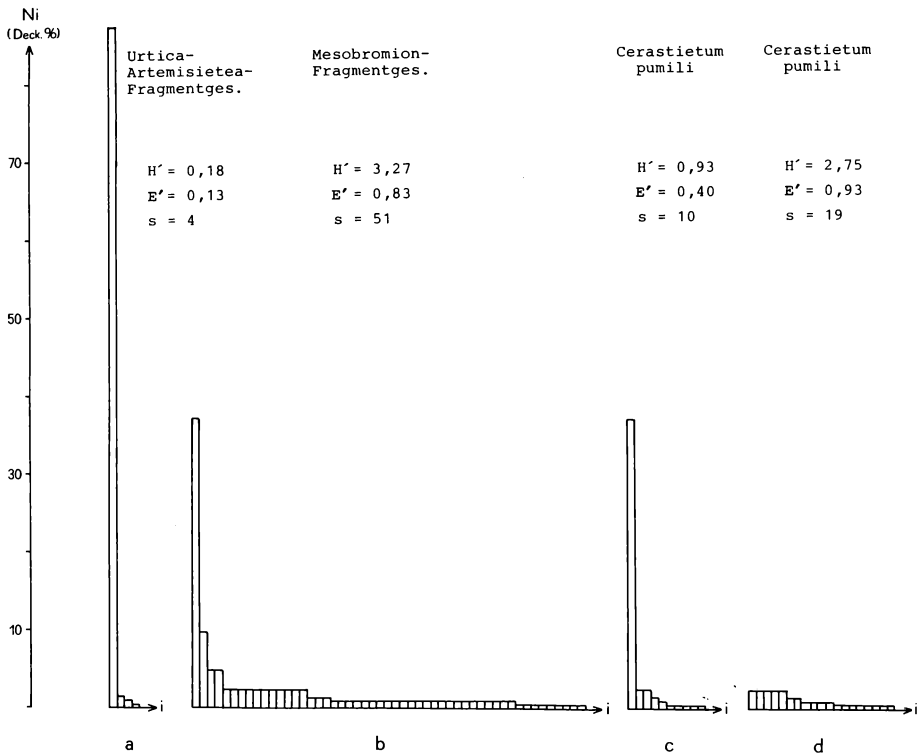 Ni
(Deck.%)
70
50
30
10
Urtica-
Artemisietea-
Fragmentges.
H´= 0,18
E′= 0,13
s = 4
Mesobromion-
Fragmentges.
H´= 3,27
E′= 0,83
s = 51
Cerastietum
pumili
H´= 0,93
E′= 0,40
s = 10
Cerastietum
pumili
H´= 2,75
E′= 0,93
s = 19
i
i
i
i
a
b
c
d